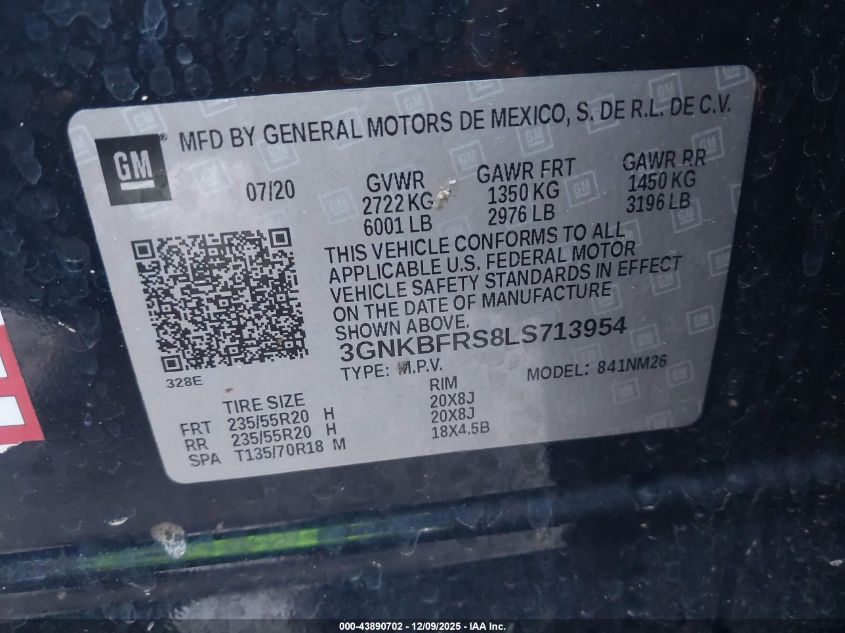 GM
MFD BY GENERAL MOTORS DE MEXICO, S. DE R.L. DE C.V.
07/20
GVWR
2722 KG
6001 LB
GAWR FRT
1350 KG
2976 LB
GAWR RR
1450 KG
3196 LB
THIS VEHICLE CONFORMS TO ALL
APPLICABLE U.S. FEDERAL MOTOR
VEHICLE SAFETY STANDARDS IN EFFECT
ON THE DATE OF MANUFACTURE
SHOWN ABOVE.
3GNKBFRS8LS713954
TYPE: M.P.V.
MODEL: 841NM26
328E
TIRE SIZE
RIM
FRT 235/55R20 H 20X8J
RR 235/55R20 H 20X8J
SPA T135/70R18 M 18X4.5B
000-43890702 - 12/09/2025 - IAA Inc.